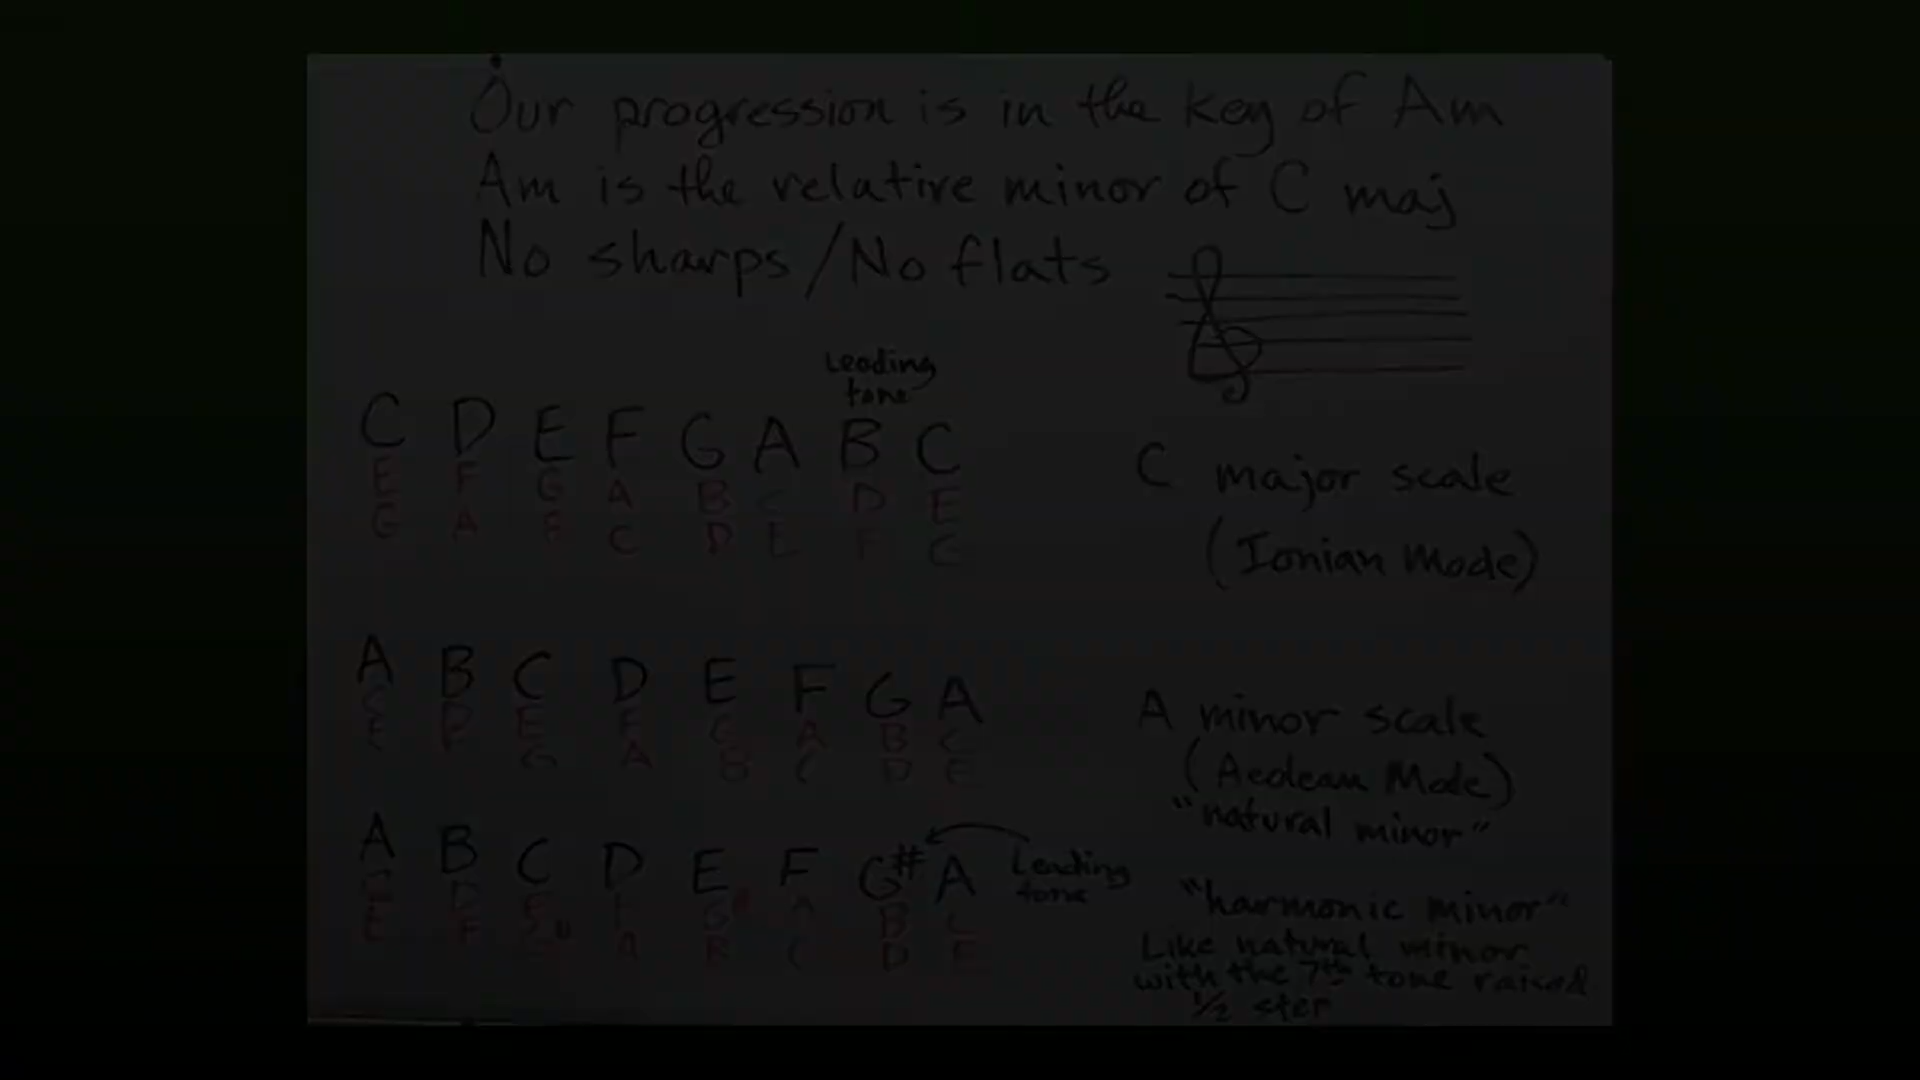 Our progression is in the key of Am
Am is the relative minor of C maj
No sharps/No flats
Leading
tone
C D E F G A B C
E F G A B C D E
G A B C D E F G
C major scale
(Ionian Mode)
A B C D E F G A
C D E F G A B C
E F G A B C D E
A minor scale
(Aeolean Mode)
"natural minor"
A B C D E F G# A
Leading
tone
C D E F G# A B C
E F G# A B C D E
"harmonic minor"
Like natural minor
with the 7th tone raised
1/2 step